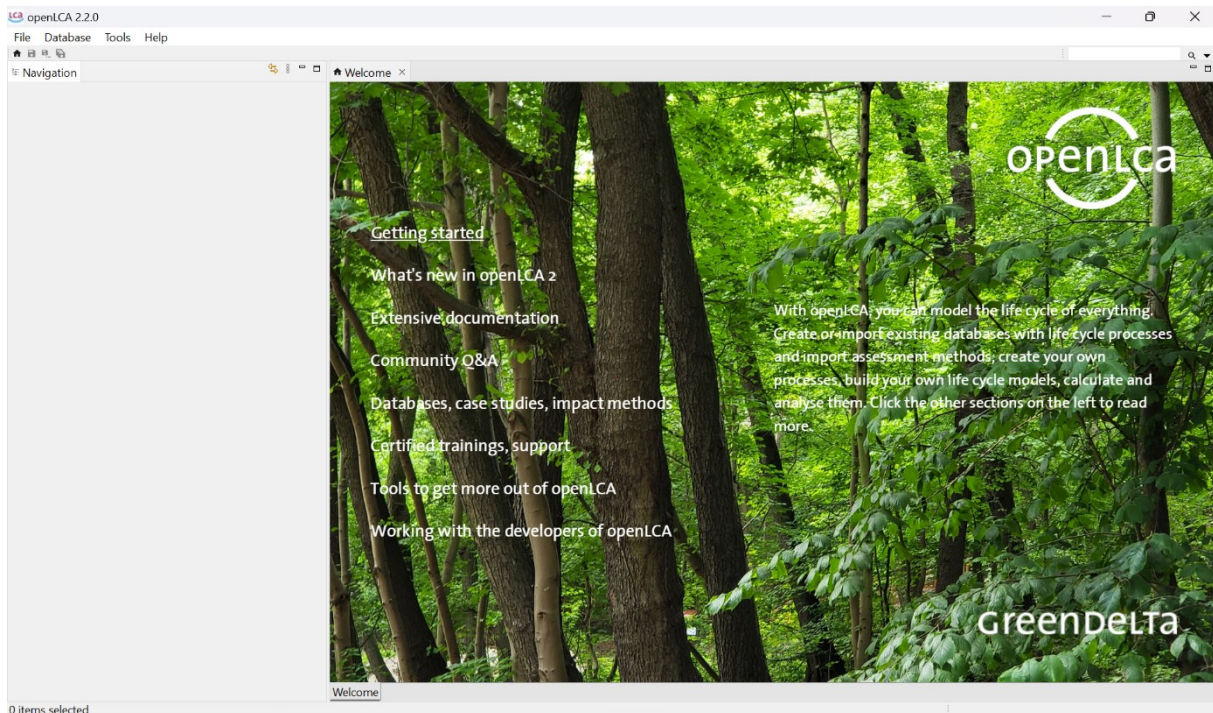 LCA openLCA 2.2.0
File Database Tools Help
Navigation
Welcome
openLCA
Getting started
What's new in openLCA 2
Extensive documentation
Community Q&A
Databases, case studies, impact methods
Certified trainings, support
Tools to get more out of openLCA
Working with the developers of openLCA
With openLCA, you can model the life cycle of everything.
Create or import existing databases with life cycle processes
and import assessment methods, create your own
processes, build your own life cycle models, calculate and
analyse them. Click the other sections on the left to read
more.
GreenDelta
Welcome
0 items selected